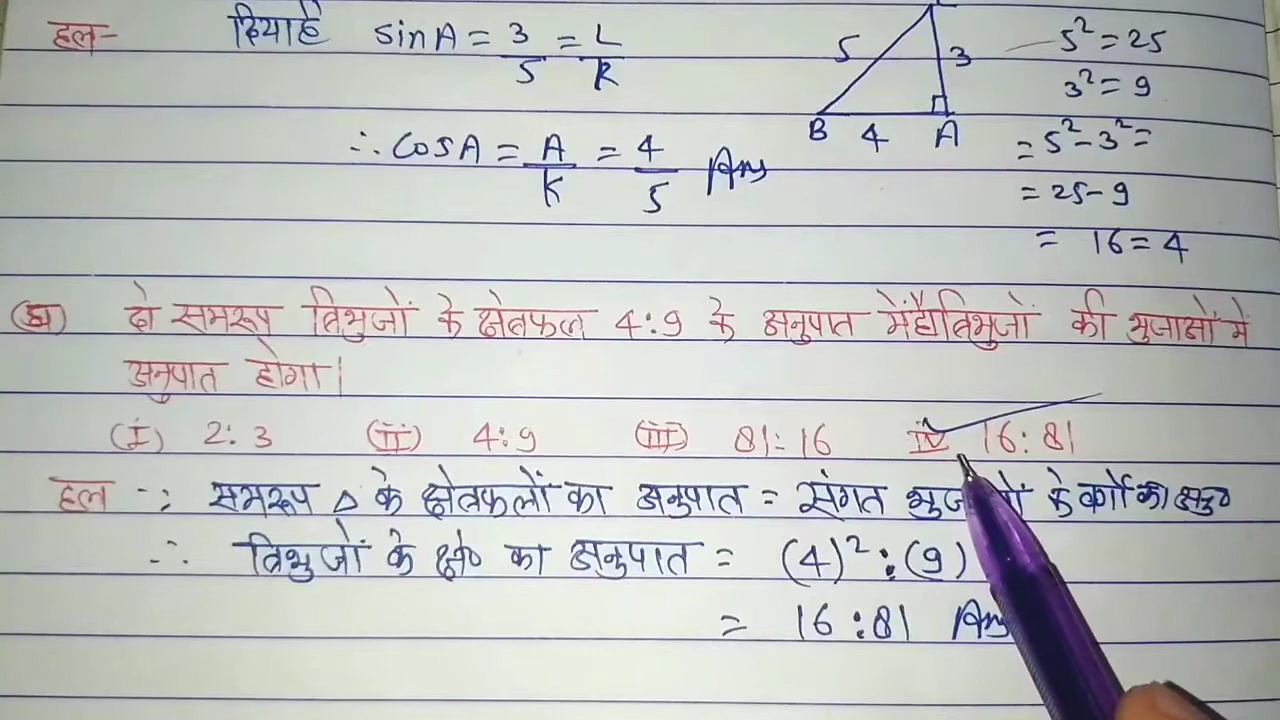 हल- दिया है sinA = 3/5 = L/K
∴ CosA = A/K = 4/5 Ans
5 3
B 4 A
5² = 25
3² = 9
= 5² - 3² =
= 25 - 9
= 16 = 4
(घ) दो समरूप त्रिभुजों के क्षेत्रफल 4:9 के अनुपात में है त्रिभुजों की भुजाओं में
अनुपात होगा।
(I) 2:3 (II) 4:9 (III) 81:16 IV 16:81
हल ∵ समरूप Δ के क्षेत्रफलों का अनुपात = संगत के वर्गों का अनु०
∴ त्रिभुजों के क्षे० का अनुपात = (4)² : (9)
= 16:81 Ans